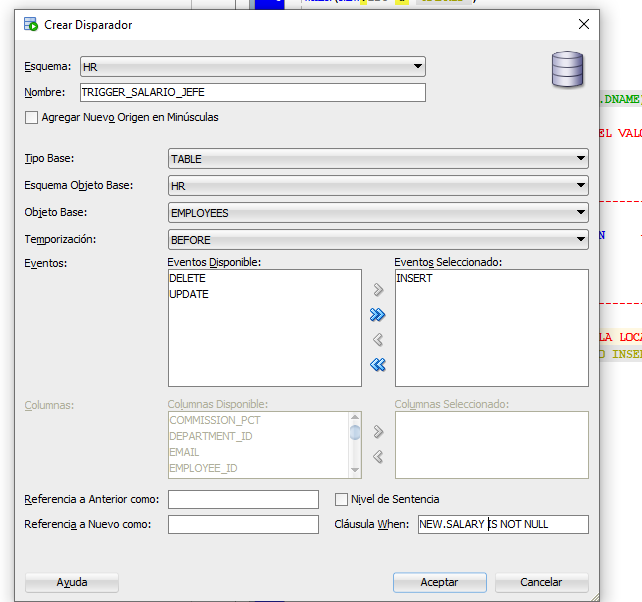 Crear Disparador
Esquema: HR
Nombre: TRIGGER_SALARIO_JEFE
Agregar Nuevo Origen en Minúsculas
.DNAME
EL VALO
Tipo Base: TABLE
Esquema Objeto Base: HR
Objeto Base: EMPLOYEES
Temporización: BEFORE
N
Eventos: Eventos Disponible: Eventos Seleccionado:
DELETE INSERT
UPDATE
LA LOCA
O INSER
Columnas: Columnas Disponible: Columnas Seleccionado:
COMMISSION_PCT
DEPARTMENT_ID
EMAIL
EMPLOYEE_ID
Referencia a Anterior como: Nivel de Sentencia
Referencia a Nuevo como: Cláusula When: NEW.SALARY IS NOT NULL
Ayuda Aceptar Cancelar